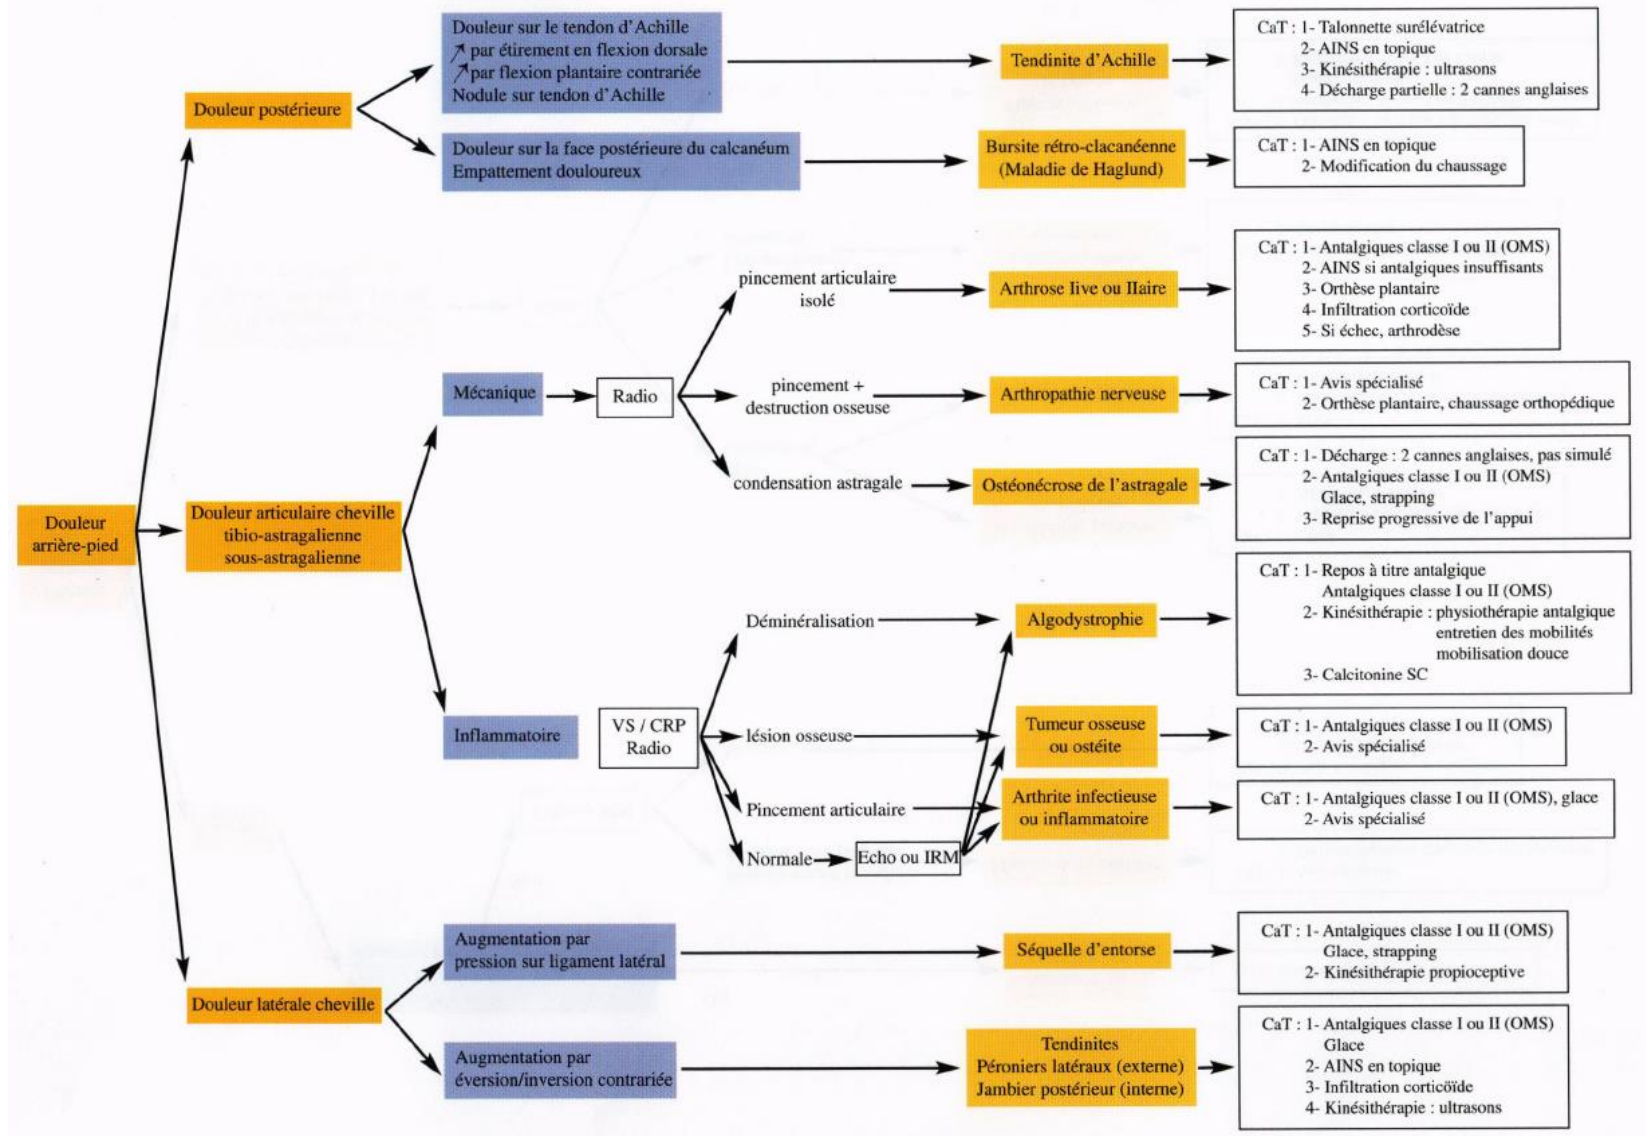 Douleur
arrière-pied
Douleur postérieure
Douleur sur le tendon d'Achille
↗ par étirement en flexion dorsale
↗ par flexion plantaire contrariée
Nodule sur tendon d'Achille
Tendinite d'Achille
CaT : 1- Talonnette surélévatrice
2- AINS en topique
3- Kinésithérapie : ultrasons
4- Décharge partielle : 2 cannes anglaises
Douleur sur la face postérieure du calcanéum
Empattement douloureux
Bursite rétro-clacanéenne
(Maladie de Haglund)
CaT : 1- AINS en topique
2- Modification du chaussage
Douleur articulaire cheville
tibio-astragalienne
sous-astragalienne
Mécanique
Radio
pincement articulaire
isolé
Arthrose Iive ou IIaire
CaT : 1- Antalgiques classe I ou II (OMS)
2- AINS si antalgiques insuffisants
3- Orthèse plantaire
4- Infiltration corticoïde
5- Si échec, arthrodèse
pincement +
destruction osseuse
Arthropathie nerveuse
CaT : 1- Avis spécialisé
2- Orthèse plantaire, chaussage orthopédique
condensation astragale
Ostéonécrose de l'astragale
CaT : 1- Décharge : 2 cannes anglaises, pas simulé
2- Antalgiques classe I ou II (OMS)
Glace, strapping
3- Reprise progressive de l'appui
Inflammatoire
VS / CRP
Radio
Déminéralisation
Algodystrophie
CaT : 1- Repos à titre antalgique
Antalgiques classe I ou II (OMS)
2- Kinésithérapie : physiothérapie antalgique
entretien des mobilités
mobilisation douce
3- Calcitonine SC
lésion osseuse
Tumeur osseuse
ou ostéite
CaT : 1- Antalgiques classe I ou II (OMS)
2- Avis spécialisé
Pincement articulaire
Arthrite infectieuse
ou inflammatoire
CaT : 1- Antalgiques classe I ou II (OMS), glace
2- Avis spécialisé
Normale
Echo ou IRM
Douleur latérale cheville
Augmentation par
pression sur ligament latéral
Séquelle d'entorse
CaT : 1- Antalgiques classe I ou II (OMS)
Glace, strapping
2- Kinésithérapie propioceptive
Augmentation par
éversion/inversion contrariée
Tendinites
Péroniers latéraux (externe)
Jambier postérieur (interne)
CaT : 1- Antalgiques classe I ou II (OMS)
Glace
2- AINS en topique
3- Infiltration corticöïde
4- Kinésithérapie : ultrasons